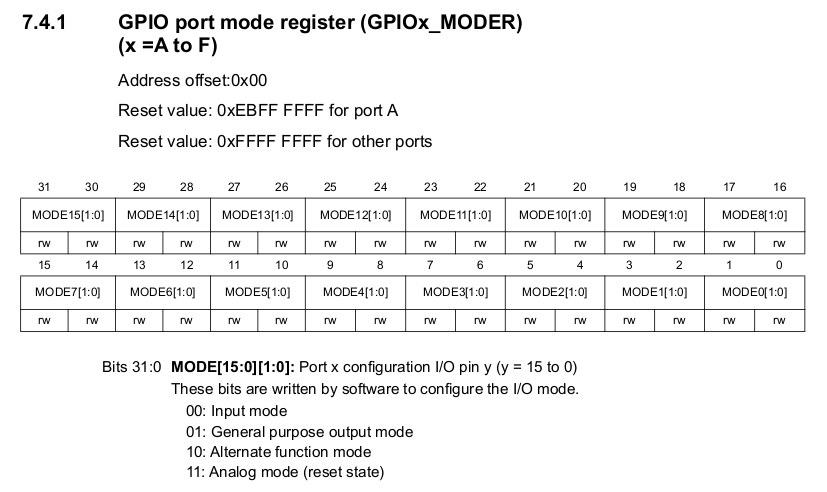 7.4.1 GPIO port mode register (GPIOx_MODER)
(x =A to F)
Address offset:0x00
Reset value: 0xEBFF FFFF for port A
Reset value: 0xFFFF FFFF for other ports
31 30 29 28 27 26 25 24 23 22 21 20 19 18 17 16
MODE15[1:0] MODE14[1:0] MODE13[1:0] MODE12[1:0] MODE11[1:0] MODE10[1:0] MODE9[1:0] MODE8[1:0]
rw rw rw rw rw rw rw rw rw rw rw rw rw rw rw rw
15 14 13 12 11 10 9 8 7 6 5 4 3 2 1 0
MODE7[1:0] MODE6[1:0] MODE5[1:0] MODE4[1:0] MODE3[1:0] MODE2[1:0] MODE1[1:0] MODE0[1:0]
rw rw rw rw rw rw rw rw rw rw rw rw rw rw rw rw
Bits 31:0 MODE[15:0][1:0]: Port x configuration I/O pin y (y = 15 to 0)
These bits are written by software to configure the I/O mode.
00: Input mode
01: General purpose output mode
10: Alternate function mode
11: Analog mode (reset state)